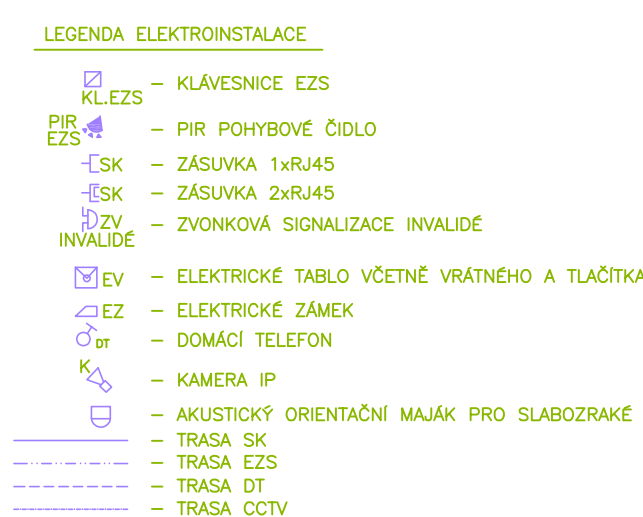 LEGENDA ELEKTROINSTALACE
KL.EZS – KLÁVESNICE EZS
PIR EZS – PIR POHYBOVÉ ČIDLO
SK – ZÁSUVKA 1xRJ45
SK – ZÁSUVKA 2xRJ45
ZV INVALIDÉ – ZVONKOVÁ SIGNALIZACE INVALIDÉ
EV – ELEKTRICKÉ TABLO VČETNĚ VRÁTNÉHO A TLAČÍTKA
EZ – ELEKTRICKÉ ZÁMEK
DT – DOMÁCÍ TELEFON
K – KAMERA IP
– AKUSTICKÝ ORIENTAČNÍ MAJÁK PRO SLABOZRAKÉ
– TRASA SK
– TRASA EZS
– TRASA DT
– TRASA CCTV